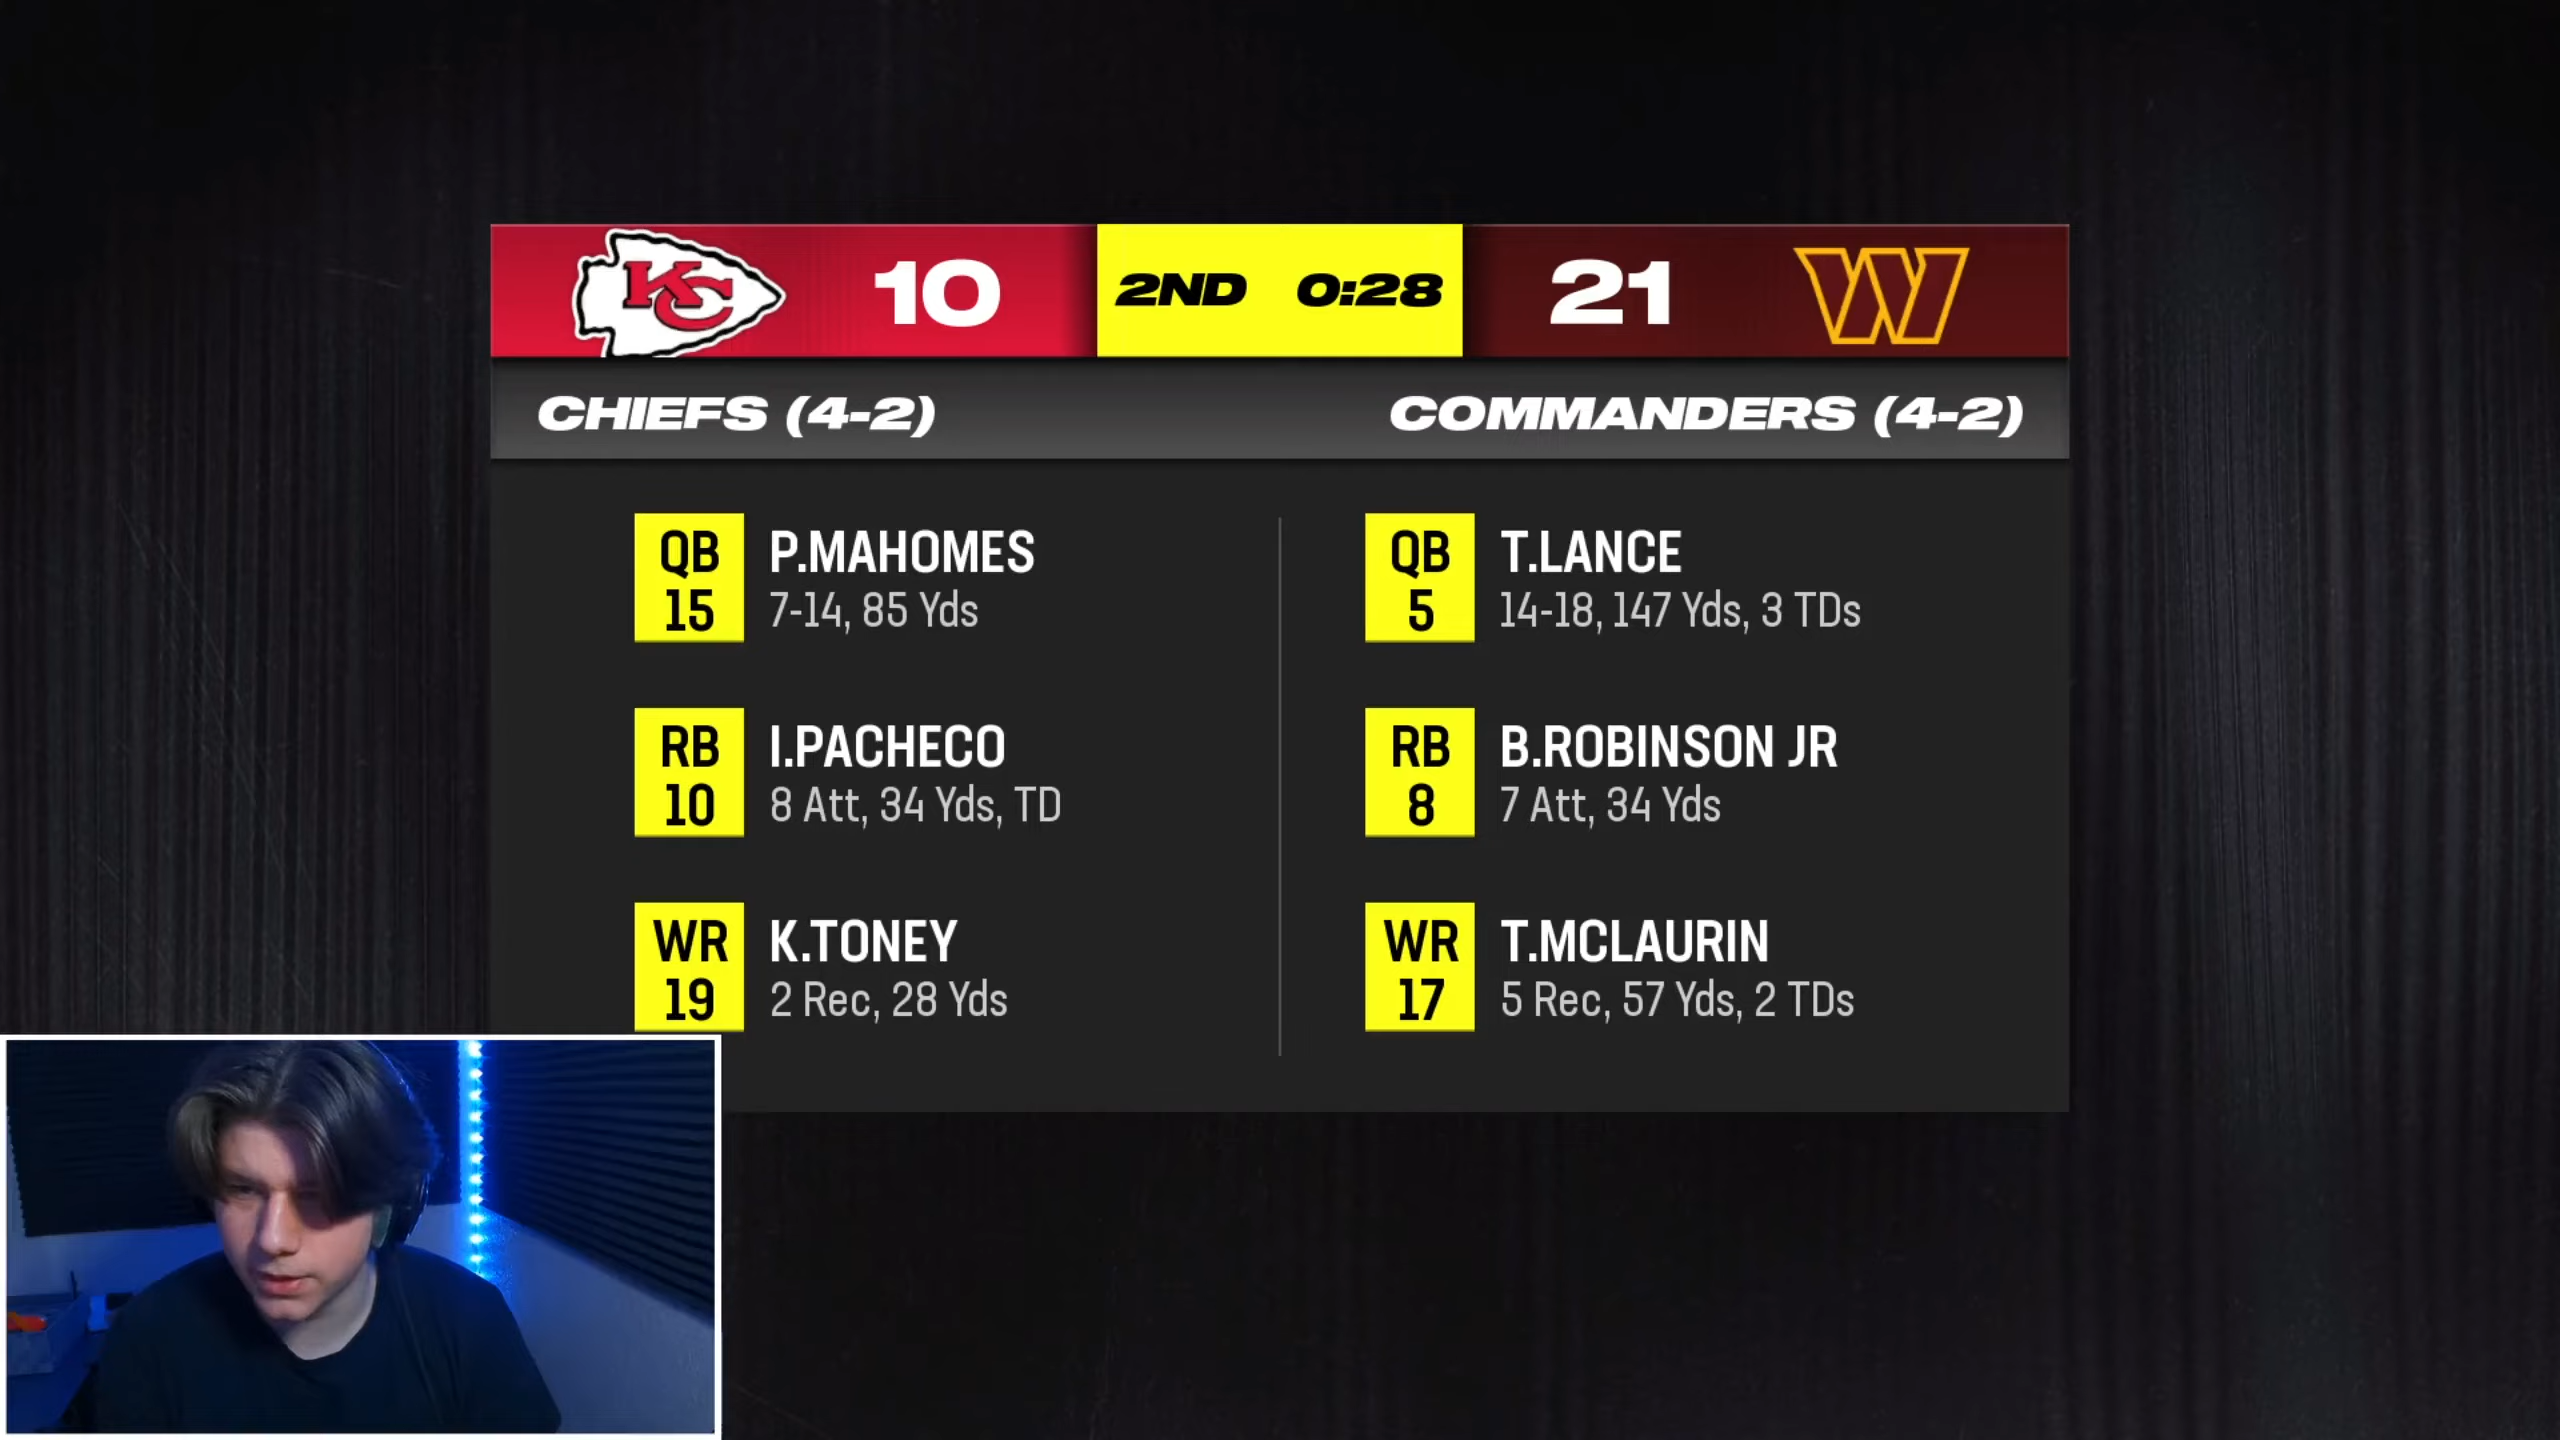 KC 10 2ND 0:28 21 W
CHIEFS (4-2) COMMANDERS (4-2)
QB 15 P.MAHOMES
7-14, 85 Yds
QB 5 T.LANCE
14-18, 147 Yds, 3 TDs
RB 10 I.PACHECO
8 Att, 34 Yds, TD
RB 8 B.ROBINSON JR
7 Att, 34 Yds
WR 19 K.TONEY
2 Rec, 28 Yds
WR 17 T.MCLAURIN
5 Rec, 57 Yds, 2 TDs